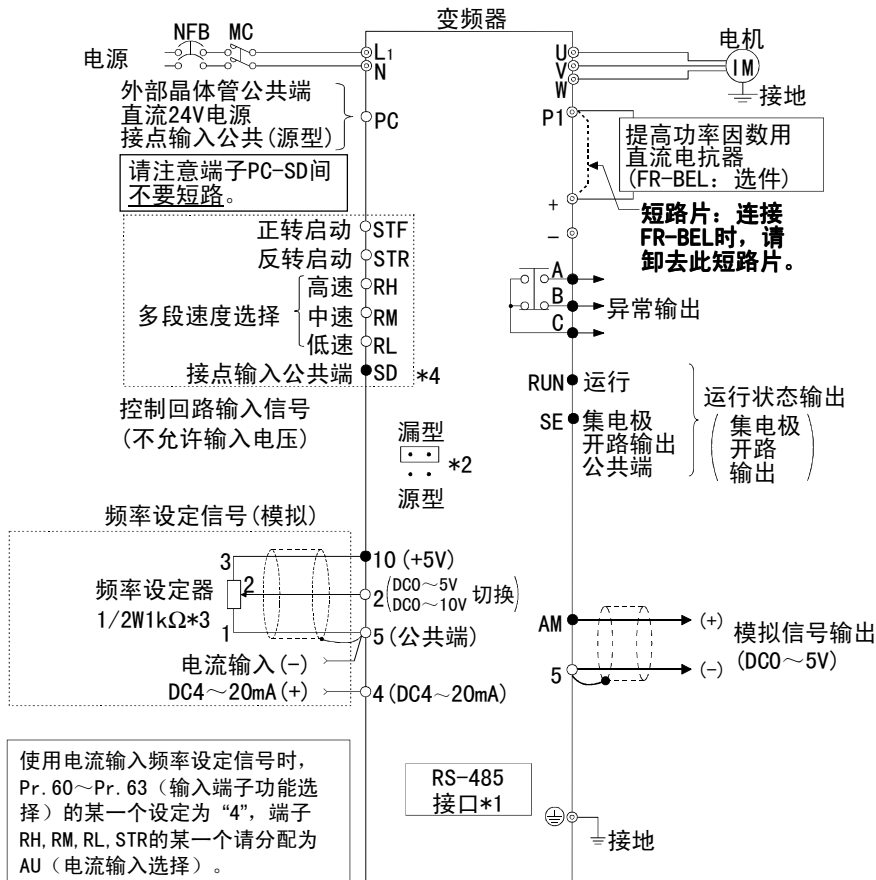 变频器
NFB MC
电源
L1
N
U
V
W
电机
IM
接地
外部晶体管公共端
直流24V电源
接点输入公共(源型)
PC
请注意端子PC-SD间
不要短路。
P1
提高功率因数用
直流电抗器
(FR-BEL：选件)
+
短路片：连接
FR-BEL时，请
卸去此短路片。
−
正转启动 STF
反转启动 STR
多段速度选择
高速 RH
中速 RM
低速 RL
接点输入公共端 SD *4
控制回路输入信号
(不允许输入电压)
A
B
C
异常输出
RUN 运行
SE 集电极
开路输出
公共端
运行状态输出
(集电极
开路
输出)
漏型
*2
源型
频率设定信号(模拟)
3
2
1
频率设定器
1/2W1kΩ*3
10(+5V)
2(DC0～5V
DC0～10V 切换)
5(公共端)
电流输入(-)
DC4～20mA(+)
4(DC4～20mA)
AM
5
(+)
(-)
模拟信号输出
(DC0～5V)
使用电流输入频率设定信号时，
Pr.60～Pr.63（输入端子功能选
择）的某一个设定为“4”，端子
RH,RM,RL,STR的某一个请分配为
AU（电流输入选择）。
RS-485
接口*1
接地